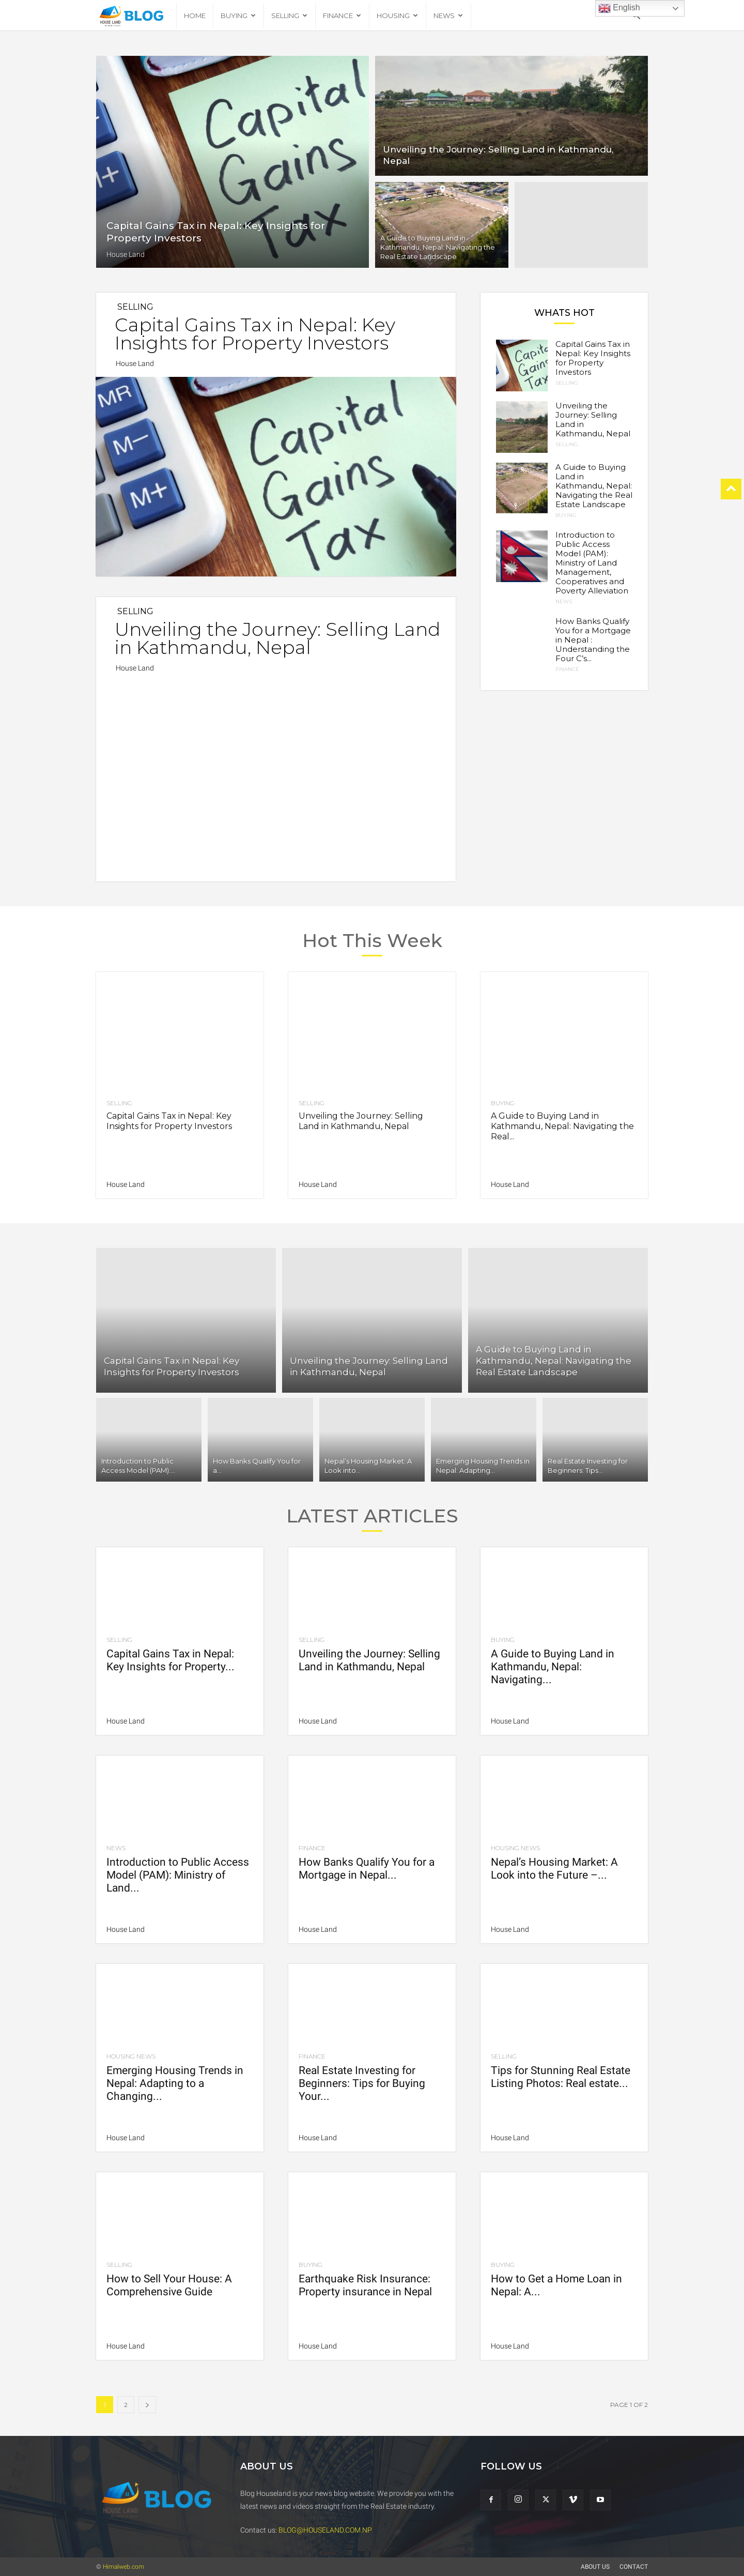 HOUSE LAND
BLOG
HOME
BUYING
SELLING
FINANCE
HOUSING
NEWS
English
Capital Gains Tax
Capital Gains Tax in Nepal: Key Insights for
Property Investors
House Land
Unveiling the Journey: Selling Land in Kathmandu,
Nepal
A Guide to Buying Land in
Kathmandu, Nepal: Navigating the
Real Estate Landscape
SELLING
Capital Gains Tax in Nepal: Key
Insights for Property Investors
House Land
MR
M-
M+
Capital
Gains
Tax
SELLING
Unveiling the Journey: Selling Land
in Kathmandu, Nepal
House Land
WHATS HOT
Capital Gains Tax in
Nepal: Key Insights
for Property
Investors
SELLING
Unveiling the
Journey: Selling
Land in
Kathmandu, Nepal
SELLING
A Guide to Buying
Land in
Kathmandu, Nepal:
Navigating the Real
Estate Landscape
BUYING
Introduction to
Public Access
Model (PAM):
Ministry of Land
Management,
Cooperatives and
Poverty Alleviation
NEWS
How Banks Qualify
You for a Mortgage
in Nepal :
Understanding the
Four C's...
FINANCE
Hot This Week
SELLING
Capital Gains Tax in Nepal: Key
Insights for Property Investors
House Land
SELLING
Unveiling the Journey: Selling
Land in Kathmandu, Nepal
House Land
BUYING
A Guide to Buying Land in
Kathmandu, Nepal: Navigating the
Real...
House Land
Capital Gains Tax in Nepal: Key
Insights for Property Investors
Unveiling the Journey: Selling Land
in Kathmandu, Nepal
A Guide to Buying Land in
Kathmandu, Nepal: Navigating the
Real Estate Landscape
Introduction to Public
Access Model (PAM):...
How Banks Qualify You for
a...
Nepal's Housing Market: A
Look into...
Emerging Housing Trends in
Nepal: Adapting...
Real Estate Investing for
Beginners: Tips...
LATEST ARTICLES
SELLING
Capital Gains Tax in Nepal:
Key Insights for Property...
House Land
SELLING
Unveiling the Journey: Selling
Land in Kathmandu, Nepal
House Land
BUYING
A Guide to Buying Land in
Kathmandu, Nepal:
Navigating...
House Land
NEWS
Introduction to Public Access
Model (PAM): Ministry of
Land...
House Land
FINANCE
How Banks Qualify You for a
Mortgage in Nepal...
House Land
HOUSING NEWS
Nepal's Housing Market: A
Look into the Future –...
House Land
HOUSING NEWS
Emerging Housing Trends in
Nepal: Adapting to a
Changing...
House Land
FINANCE
Real Estate Investing for
Beginners: Tips for Buying
Your...
House Land
SELLING
Tips for Stunning Real Estate
Listing Photos: Real estate...
House Land
SELLING
How to Sell Your House: A
Comprehensive Guide
House Land
BUYING
Earthquake Risk Insurance:
Property insurance in Nepal
House Land
BUYING
How to Get a Home Loan in
Nepal: A...
House Land
1
2
PAGE 1 OF 2
HOUSE LAND
BLOG
ABOUT US
Blog Houseland is your news blog website. We provide you with the
latest news and videos straight from the Real Estate industry.
Contact us: BLOG@HOUSELAND.COM.NP
FOLLOW US
© Himalweb.com
ABOUT US
CONTACT